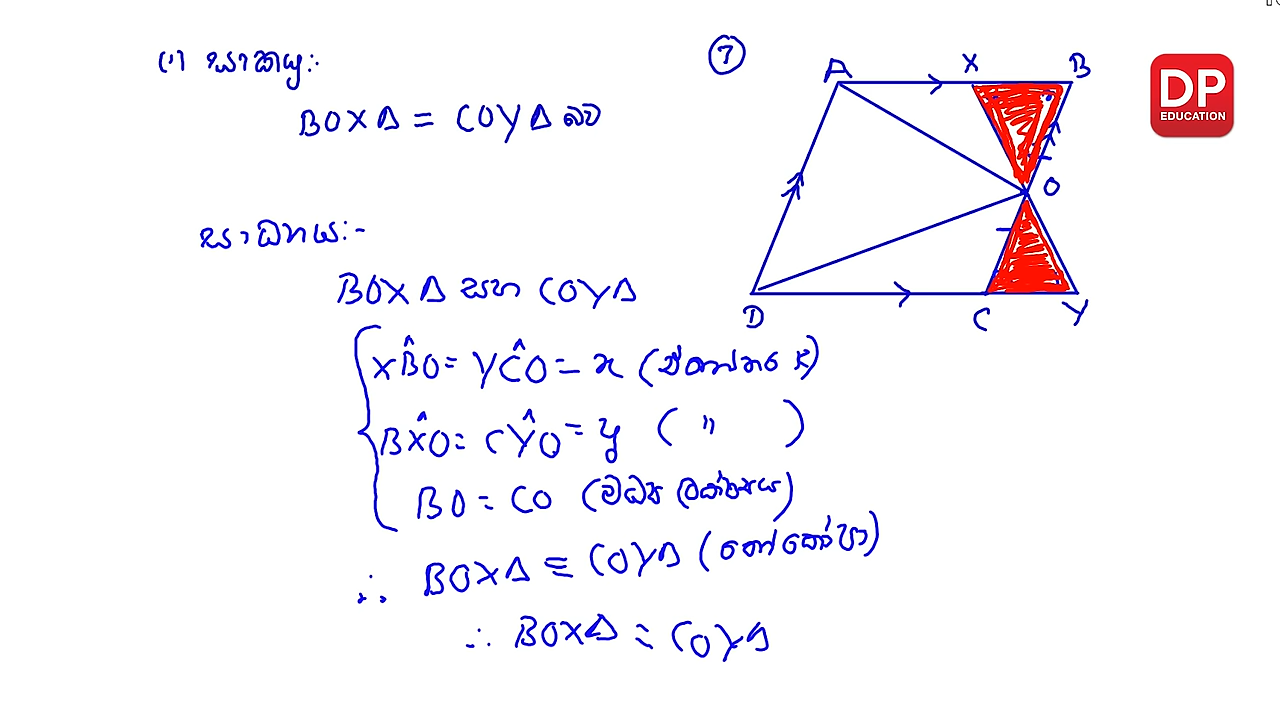 (i) සාකය:-
BOX Δ = COY Δ බව
සාධනය:-
BOX Δ සහ COY Δ
XB̂O = YĈO = x (ඒකාන්තර ∢)
BX̂O = CŶO = y ( " )
BO = CO (මධ්‍ය ලක්ෂ්‍යය)
∴ BOX Δ ≡ COY Δ (කෝ කෝ පා)
∴ BOX Δ = COY Δ
7
A
X
B
O
D
C
Y
DP
EDUCATION